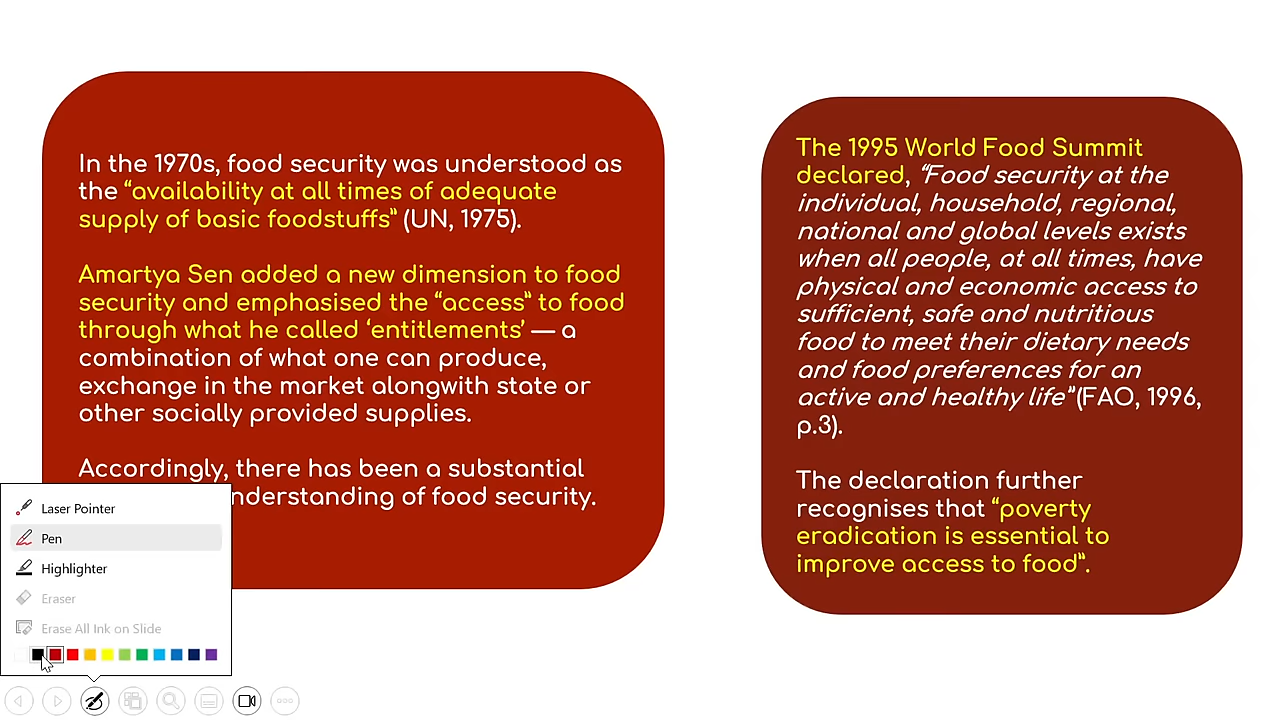 In the 1970s, food security was understood as
the “availability at all times of adequate
supply of basic foodstuffs” (UN, 1975).
Amartya Sen added a new dimension to food
security and emphasised the “access” to food
through what he called ‘entitlements’ — a
combination of what one can produce,
exchange in the market alongwith state or
other socially provided supplies.
Accordingly, there has been a substantial
understanding of food security.
The 1995 World Food Summit
declared, “Food security at the
individual, household, regional,
national and global levels exists
when all people, at all times, have
physical and economic access to
sufficient, safe and nutritious
food to meet their dietary needs
and food preferences for an
active and healthy life”(FAO, 1996,
p.3).
The declaration further
recognises that “poverty
eradication is essential to
improve access to food”.
Laser Pointer
Pen
Highlighter
Eraser
Erase All Ink on Slide